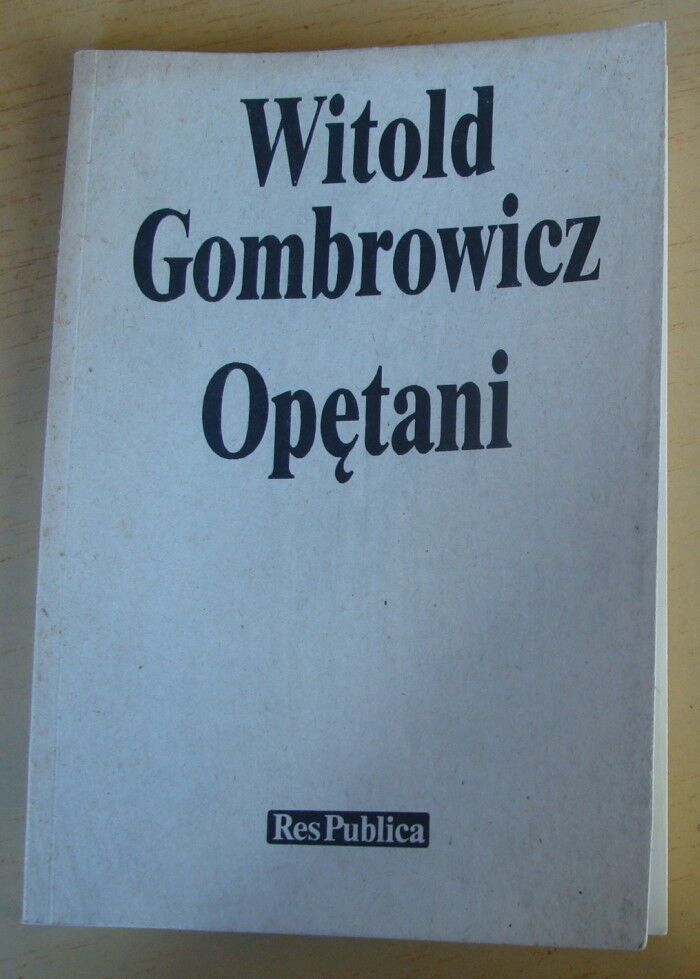 Witold
Gombrowicz
Opętani
Res Publica